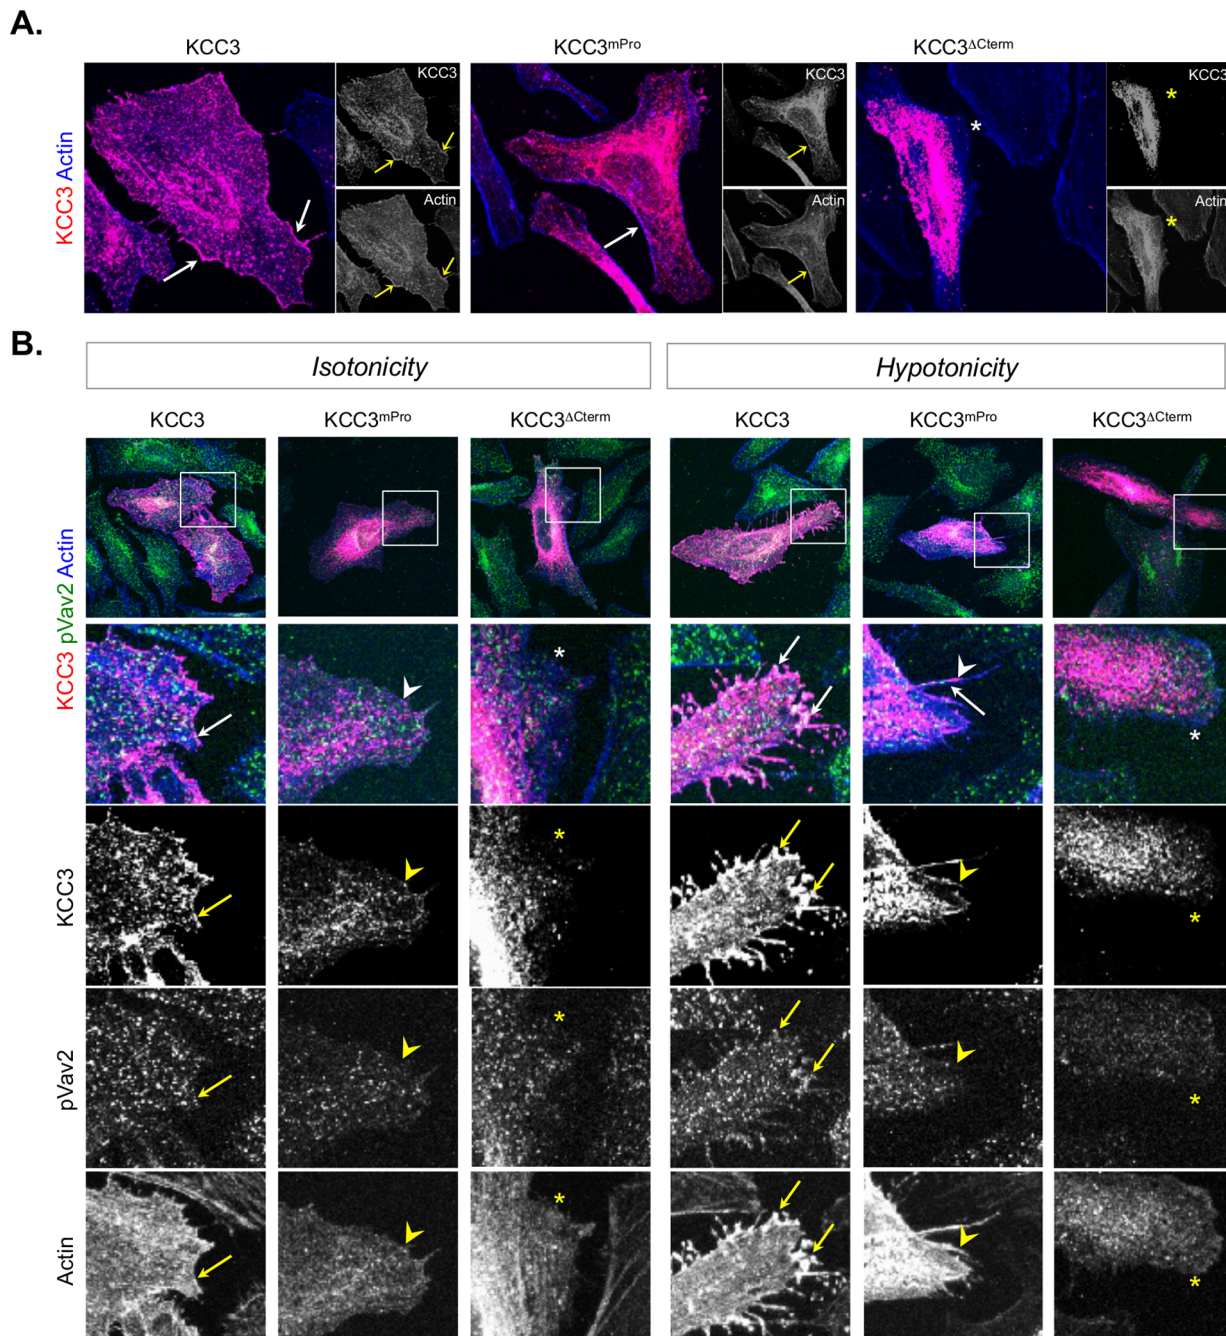 A.
KCC3
KCC3mPro
KCC3ΔCterm
KCC3 Actin
KCC3
Actin
KCC3
Actin
KCC3
Actin
*
*
*
B.
Isotonicity
Hypotonicity
KCC3
KCC3mPro
KCC3ΔCterm
KCC3
KCC3mPro
KCC3ΔCterm
KCC3 pVav2 Actin
*
*
KCC3
*
*
pVav2
*
*
Actin
*
*